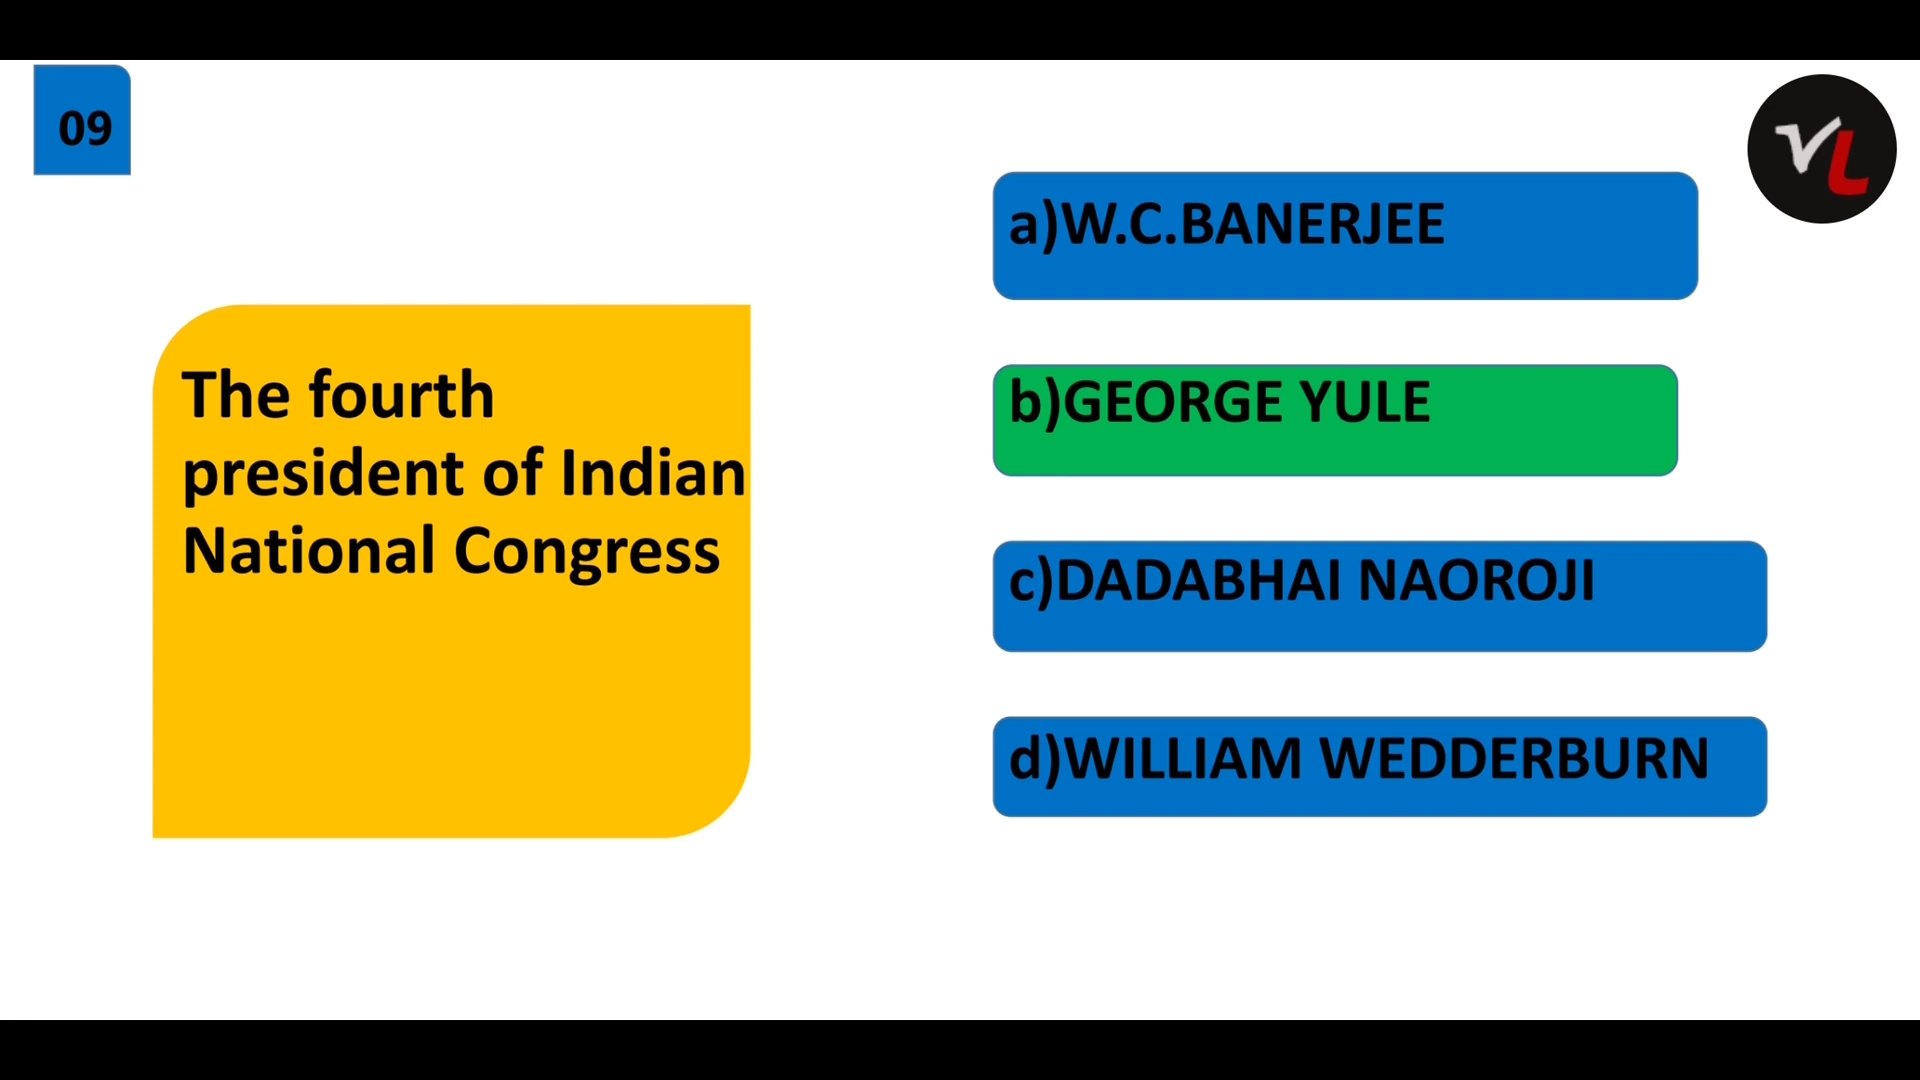 09
VL
a)W.C.BANERJEE
The fourth
president of Indian
National Congress
b)GEORGE YULE
c)DADABHAI NAOROJI
d)WILLIAM WEDDERBURN